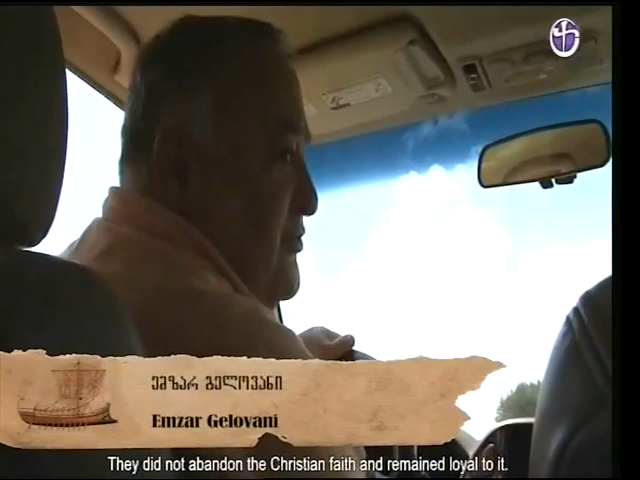 ემზარ გელოვანი
Emzar Gelovani
They did not abandon the Christian faith and remained loyal to it.